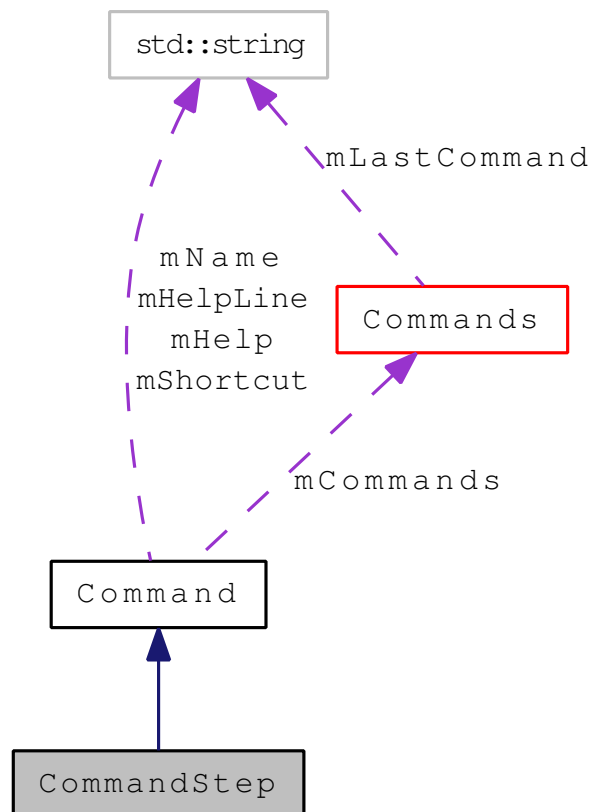 std::string
mLastCommand
mName
mHelpLine
mHelp
mShortcut
Commands
mCommands
Command
CommandStep